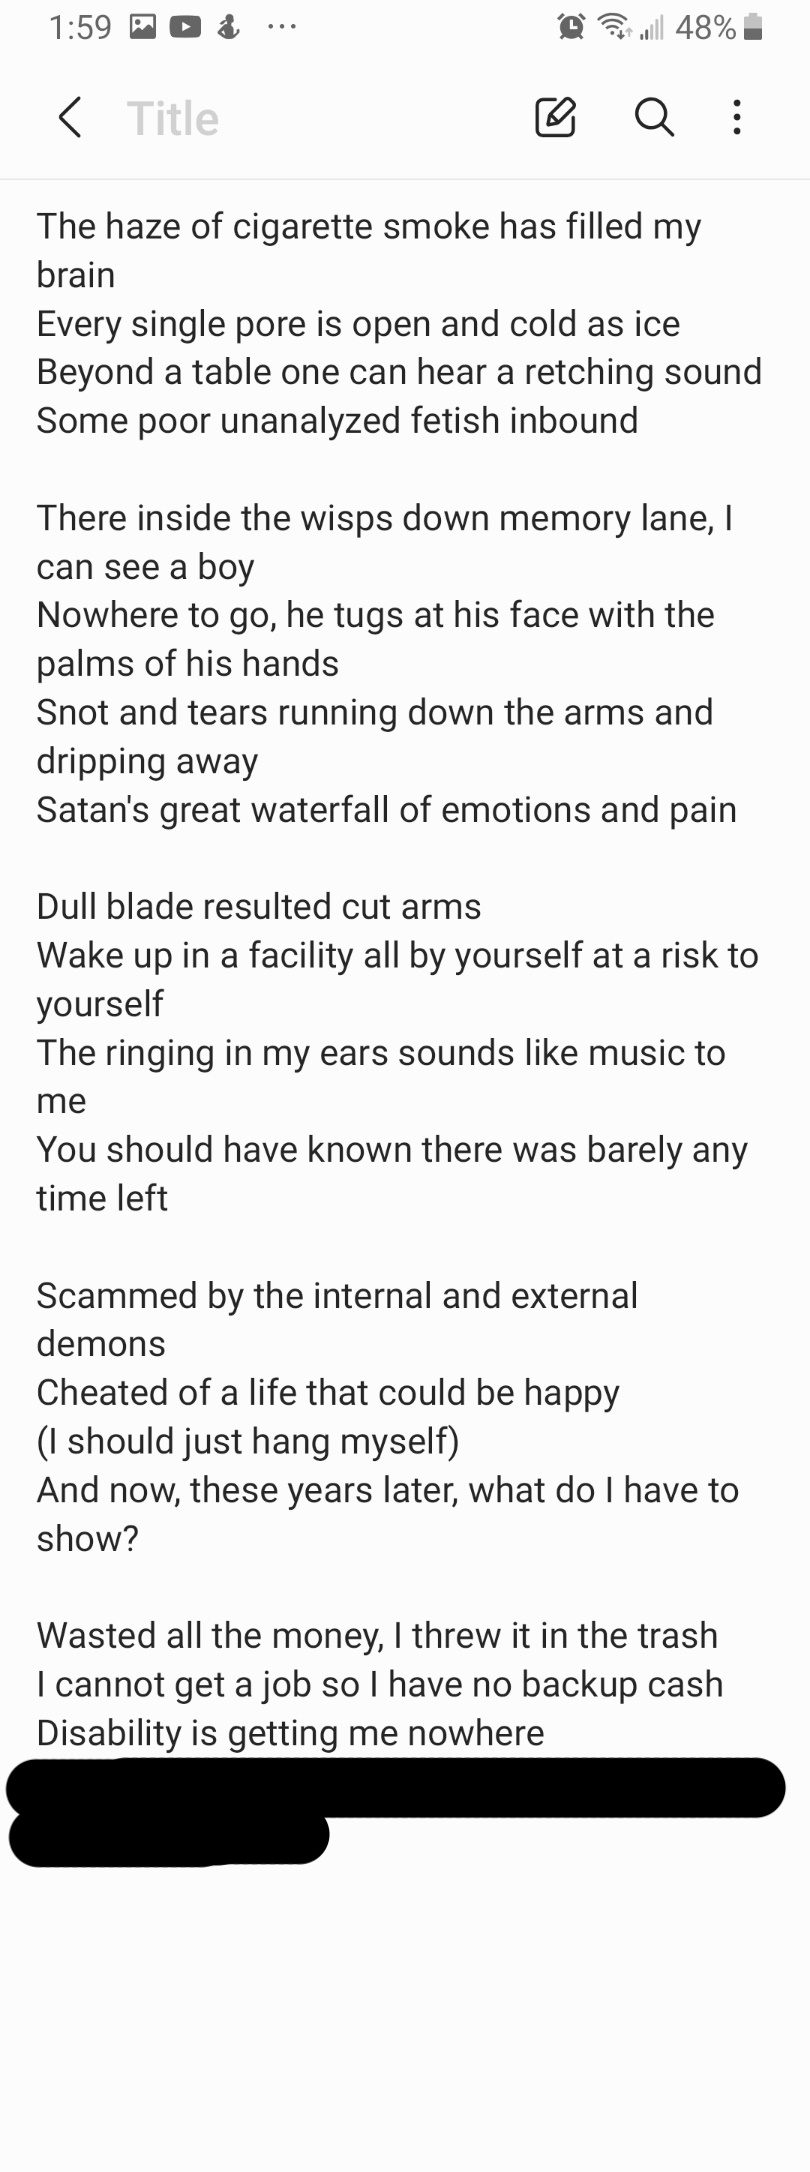 1:59 48%
Title
The haze of cigarette smoke has filled my
brain
Every single pore is open and cold as ice
Beyond a table one can hear a retching sound
Some poor unanalyzed fetish inbound
There inside the wisps down memory lane, I
can see a boy
Nowhere to go, he tugs at his face with the
palms of his hands
Snot and tears running down the arms and
dripping away
Satan's great waterfall of emotions and pain
Dull blade resulted cut arms
Wake up in a facility all by yourself at a risk to
yourself
The ringing in my ears sounds like music to
me
You should have known there was barely any
time left
Scammed by the internal and external
demons
Cheated of a life that could be happy
(I should just hang myself)
And now, these years later, what do I have to
show?
Wasted all the money, I threw it in the trash
I cannot get a job so I have no backup cash
Disability is getting me nowhere